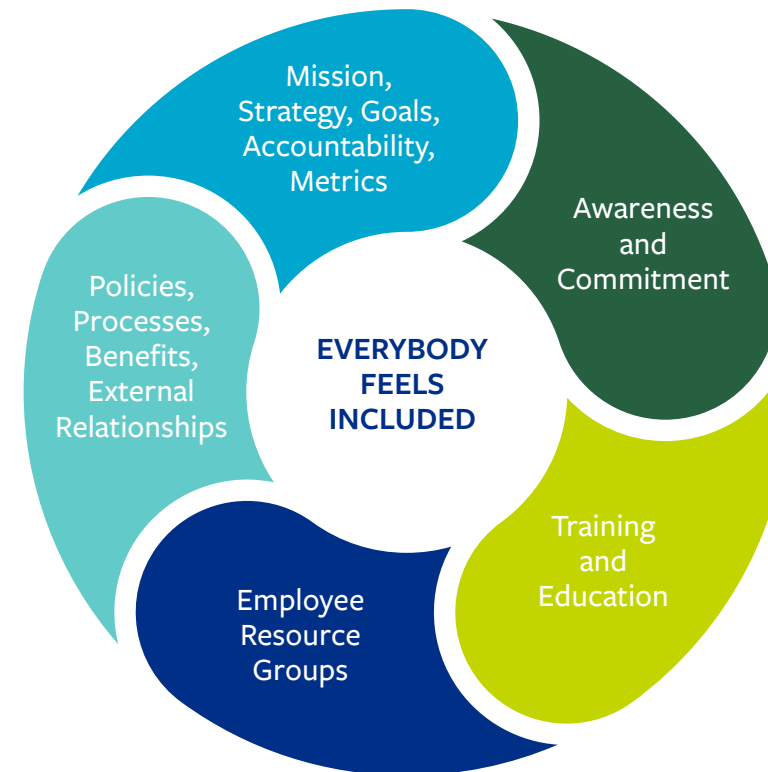 Mission,
Strategy, Goals,
Accountability,
Metrics
Awareness
and
Commitment
Training
and
Education
Employee
Resource
Groups
Policies,
Processes,
Benefits,
External
Relationships
EVERYBODY
FEELS
INCLUDED